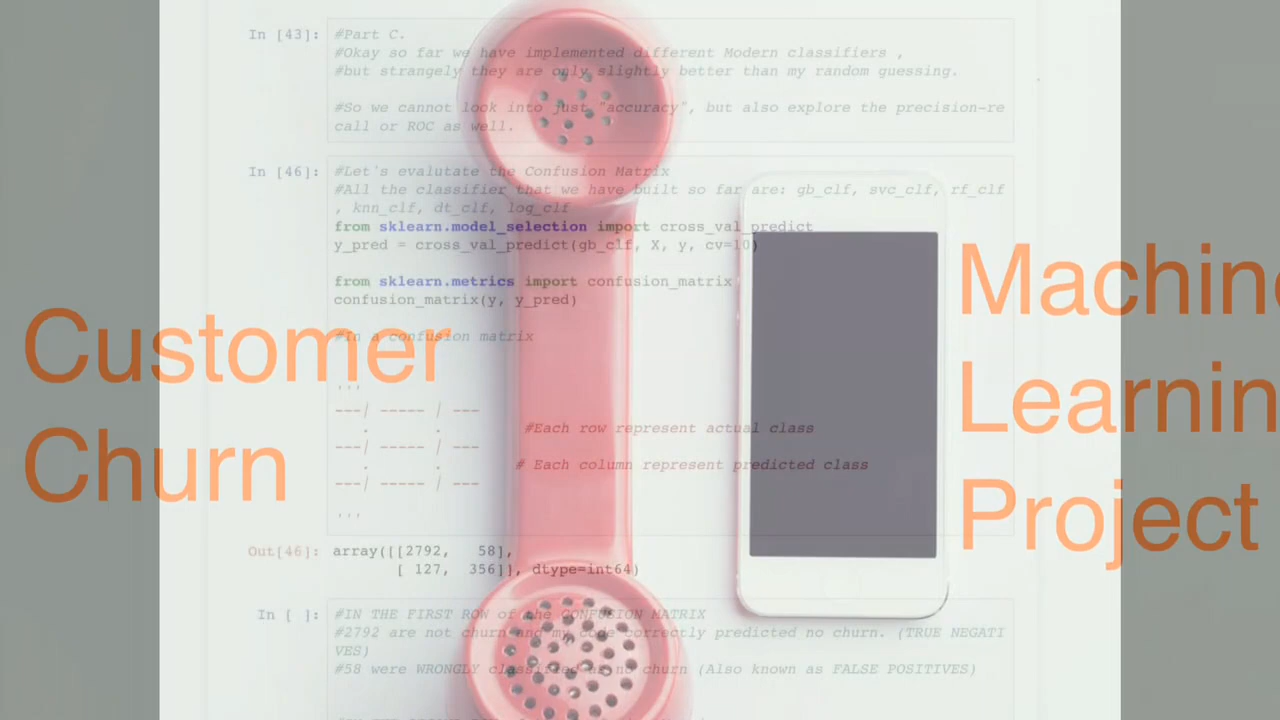 In [43]: #Part C.
#Okay so far we have implemented different Modern classifiers ,
#but strangely they are only slightly better than my random guessing.
#So we cannot look into just "accuracy", but also explore the precision-re
call or ROC as well.
In [46]: #Let's evalutate the Confusion Matrix
#All the classifier that we have built so far are: gb_clf, svc_clf, rf_clf
, knn_clf, dt_clf, log_clf
from sklearn.model_selection import cross_val_predict
y_pred = cross_val_predict(gb_clf, X, y, cv=10)
from sklearn.metrics import confusion_matrix
confusion_matrix(y, y_pred)
#In a confusion matrix
'''
---/ ----- / ---
. .
---/ ----- / ---
. .
---/ ----- / ---
'''
#Each row represent actual class
# Each column represent predicted class
Out[46]: array([[2792, 58],
[ 127, 356]], dtype=int64)
In [ ]: #IN THE FIRST ROW of the CONFUSION MATRIX
#2792 are not churn and my code correctly predicted no churn. (TRUE NEGATI
VES)
#58 were WRONGLY classified as no churn (Also known as FALSE POSITIVES)
Customer
Churn
Machine
Learnin
Project